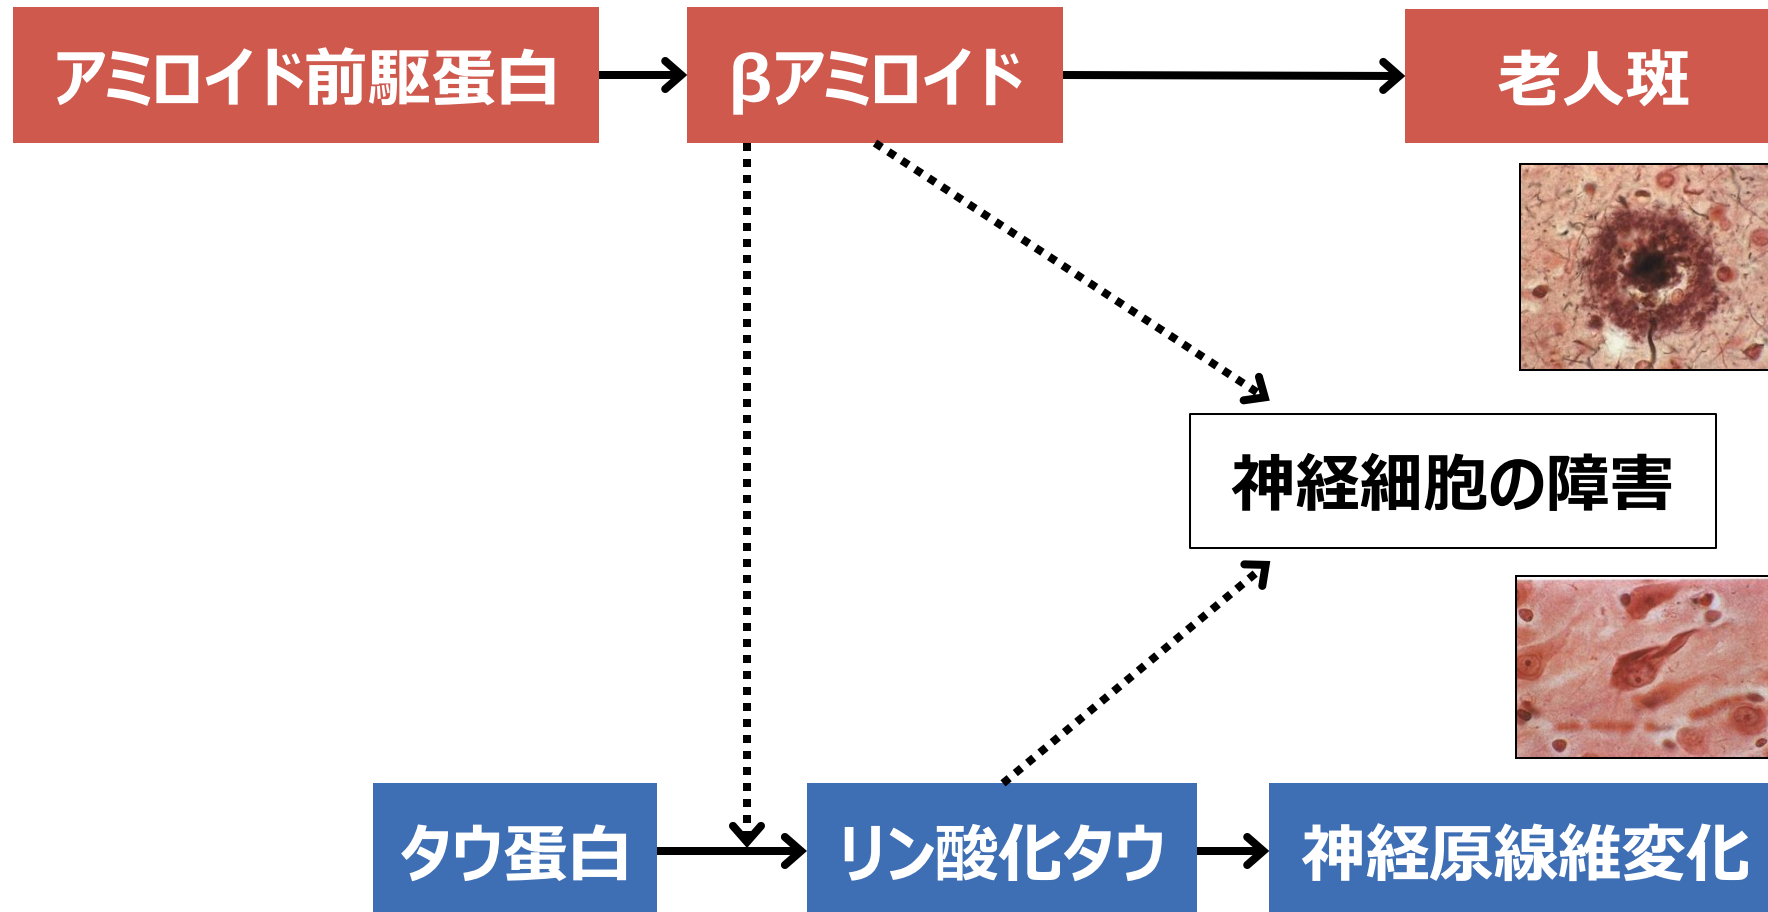 アミロイド前駆蛋白
βアミロイド
老人斑
神経細胞の障害
タウ蛋白
リン酸化タウ
神経原線維変化